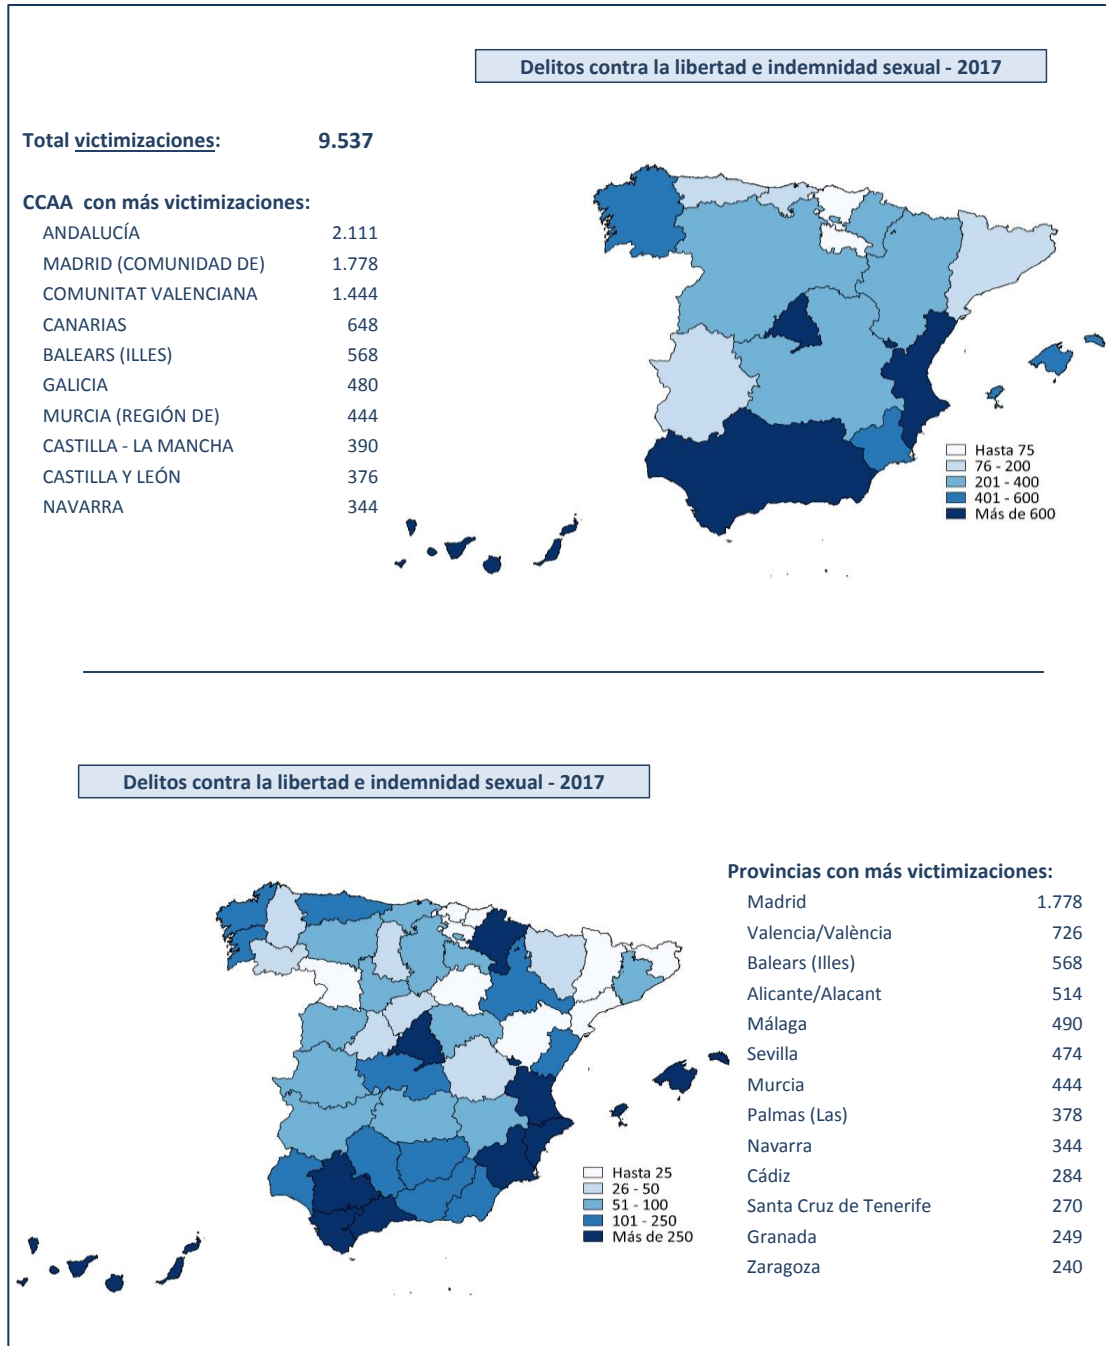 Delitos contra la libertad e indemnidad sexual - 2017
Total victimizaciones: 9.537
CCAA con más victimizaciones:
ANDALUCÍA 2.111
MADRID (COMUNIDAD DE) 1.778
COMUNITAT VALENCIANA 1.444
CANARIAS 648
BALEARS (ILLES) 568
GALICIA 480
MURCIA (REGIÓN DE) 444
CASTILLA - LA MANCHA 390
CASTILLA Y LEÓN 376
NAVARRA 344
Hasta 75
76 - 200
201 - 400
401 - 600
Más de 600
Delitos contra la libertad e indemnidad sexual - 2017
Provincias con más victimizaciones:
Madrid 1.778
Valencia/València 726
Balears (Illes) 568
Alicante/Alacant 514
Málaga 490
Sevilla 474
Murcia 444
Palmas (Las) 378
Navarra 344
Cádiz 284
Santa Cruz de Tenerife 270
Granada 249
Zaragoza 240
Hasta 25
26 - 50
51 - 100
101 - 250
Más de 250